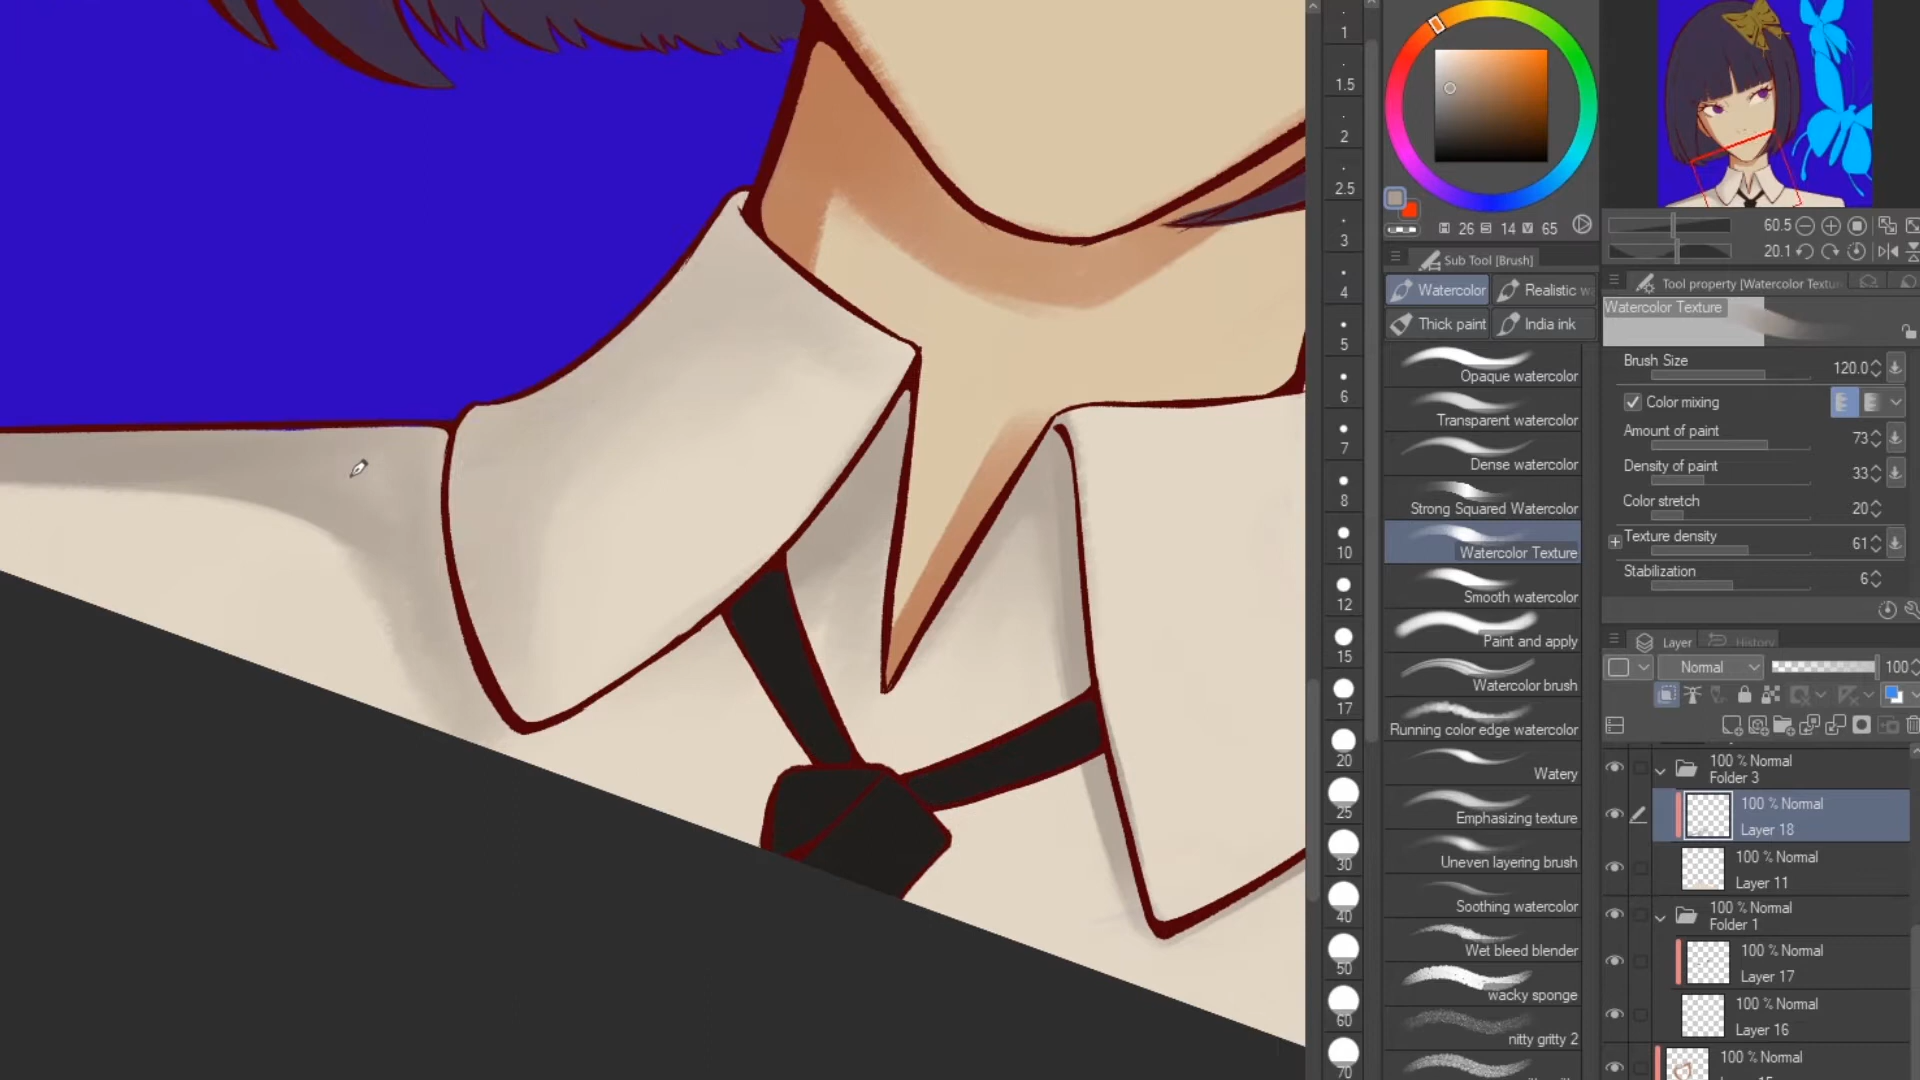 1
1.5
2
2.5
3
4
5
6
7
8
10
12
15
17
20
25
30
40
50
60
70
H 26 S 14 V 65
Sub Tool [Brush]
Watercolor
Realistic w
Thick paint
India ink
Opaque watercolor
Transparent watercolor
Dense watercolor
Strong Squared Watercolor
Watercolor Texture
Smooth watercolor
Paint and apply
Watercolor brush
Running color edge watercolor
Watery
Emphasizing texture
Uneven layering brush
Soothing watercolor
Wet bleed blender
wacky sponge
nitty gritty 2
60.5
20.1
Tool property [Watercolor Textur
Watercolor Texture
Brush Size 120.0
Color mixing
Amount of paint 73
Density of paint 33
Color stretch 20
Texture density 61
Stabilization 6
Layer History
Normal 100
100 % Normal
Folder 3
100 % Normal
Layer 18
100 % Normal
Layer 11
100 % Normal
Folder 1
100 % Normal
Layer 17
100 % Normal
Layer 16
100 % Normal